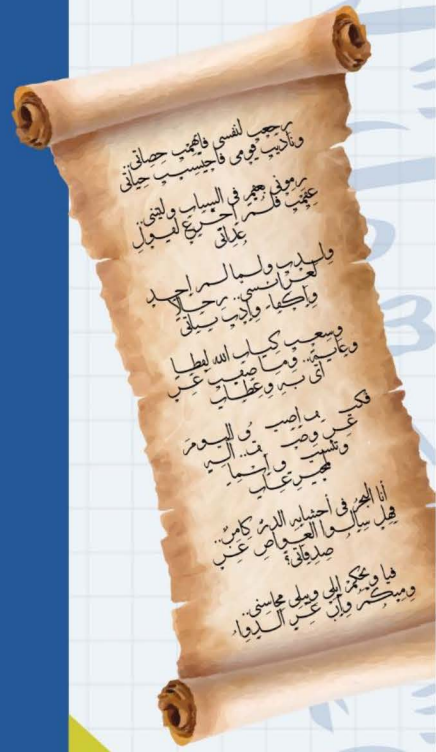 رجعت لنفسي فاتهمت حصاتي..
وناديت قومي فاحتسبت حياتي
رموني بعقم في الشباب وليتني..
عقمت فلم أجزع لقول
عداتي
ولدت ولما لم أجد
لعرائسي.. رجالا
وأكفاء وأدت بناتي
وسعت كتاب الله لفظا
وغاية.. وما ضقت عن
آي به وعظات
اليوم
عن
أنا البحر في أحشائه الدر كامن..
فهل سألوا الغواص عن
صدفاتي؟
فيا ويحكم أبلى وتبلى محاسني..
ومنكم وإن عز الدواء